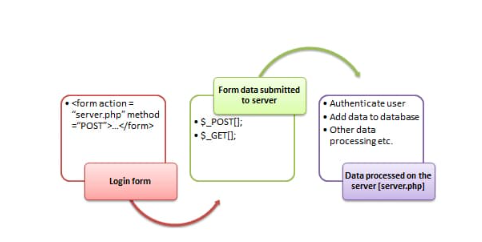 • <form action =
"server.php" method
="POST">...</form>
Login form
Form data submitted
to server
• $_POST[];
• $_GET[];
• Authenticate user
• Add data to database
• Other data
processing etc.
Data processed on the
server [server.php]